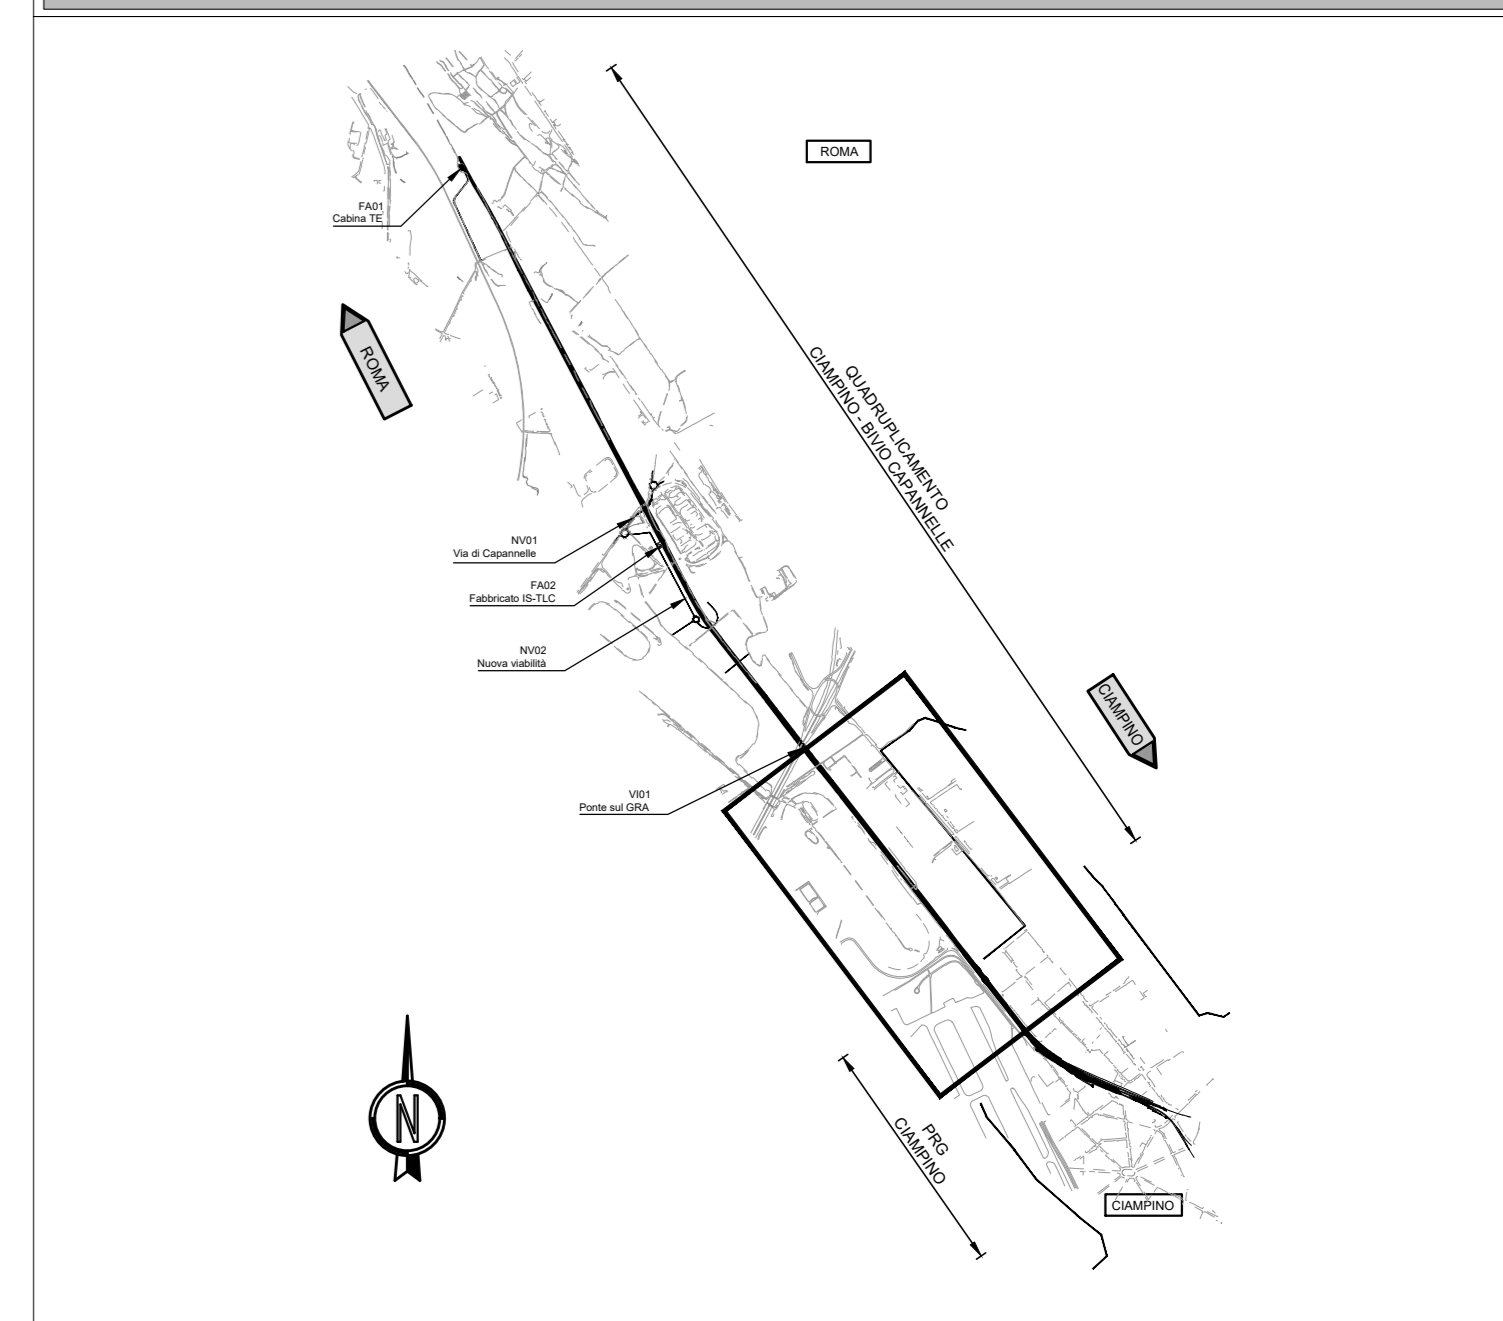 ROMA
FA01
Cabina TE
ROMA
QUADRUPLICAMENTO
CIAMPINO - BIVIO CAPANNELLE
NV01
Via di Capannelle
FA02
Fabbricato IS-TLC
NV02
Nuova viabilità
CIAMPINO
VI01
Ponte sul GRA
N
PRG
CIAMPINO
CIAMPINO